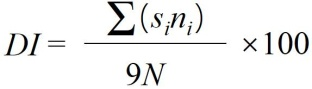 DI = ∑(sᵢnᵢ) / 9N ×100